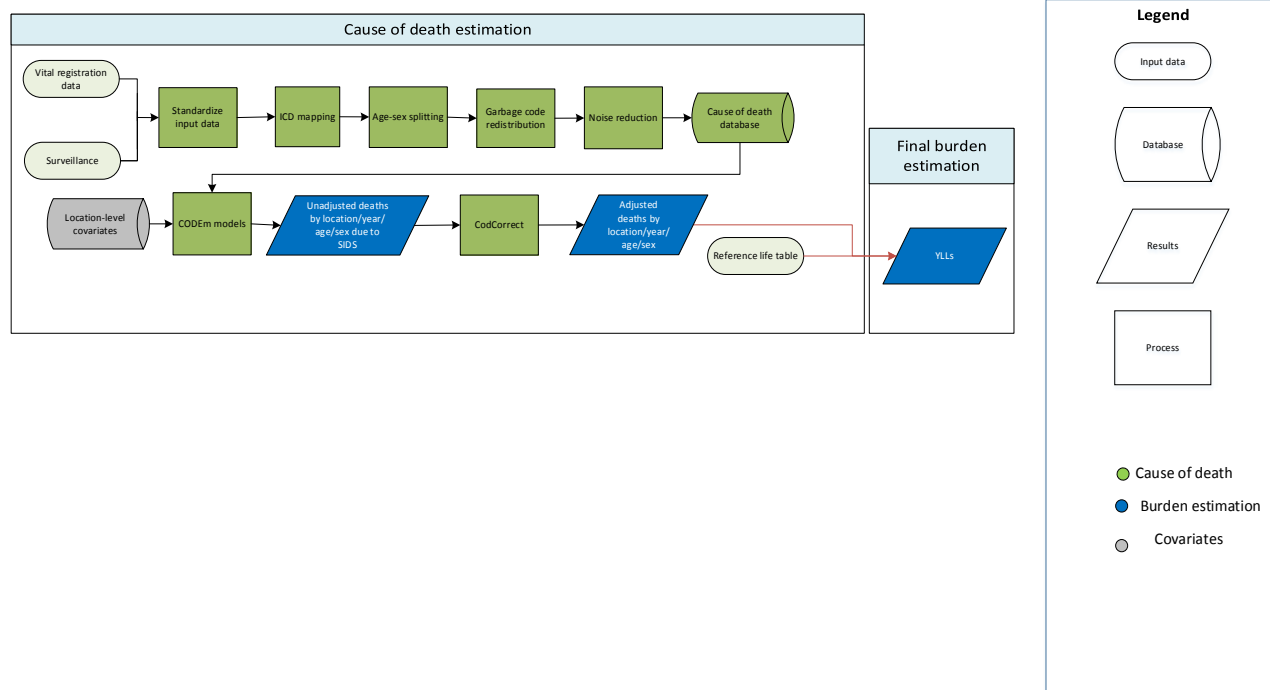 Cause of death estimation
Vital registration
data
Surveillance
Standardize
input data
ICD mapping
Age-sex splitting
Garbage code
redistribution
Noise reduction
Cause of death
database
Location-level
covariates
CODEm models
Unadjusted deaths
by location/year/
age/sex due to
SIDS
CodCorrect
Adjusted
deaths by
location/year/
age/sex
Reference life table
Final burden
estimation
YLLs
Legend
Input data
Database
Results
Process
Cause of death
Burden estimation
Covariates